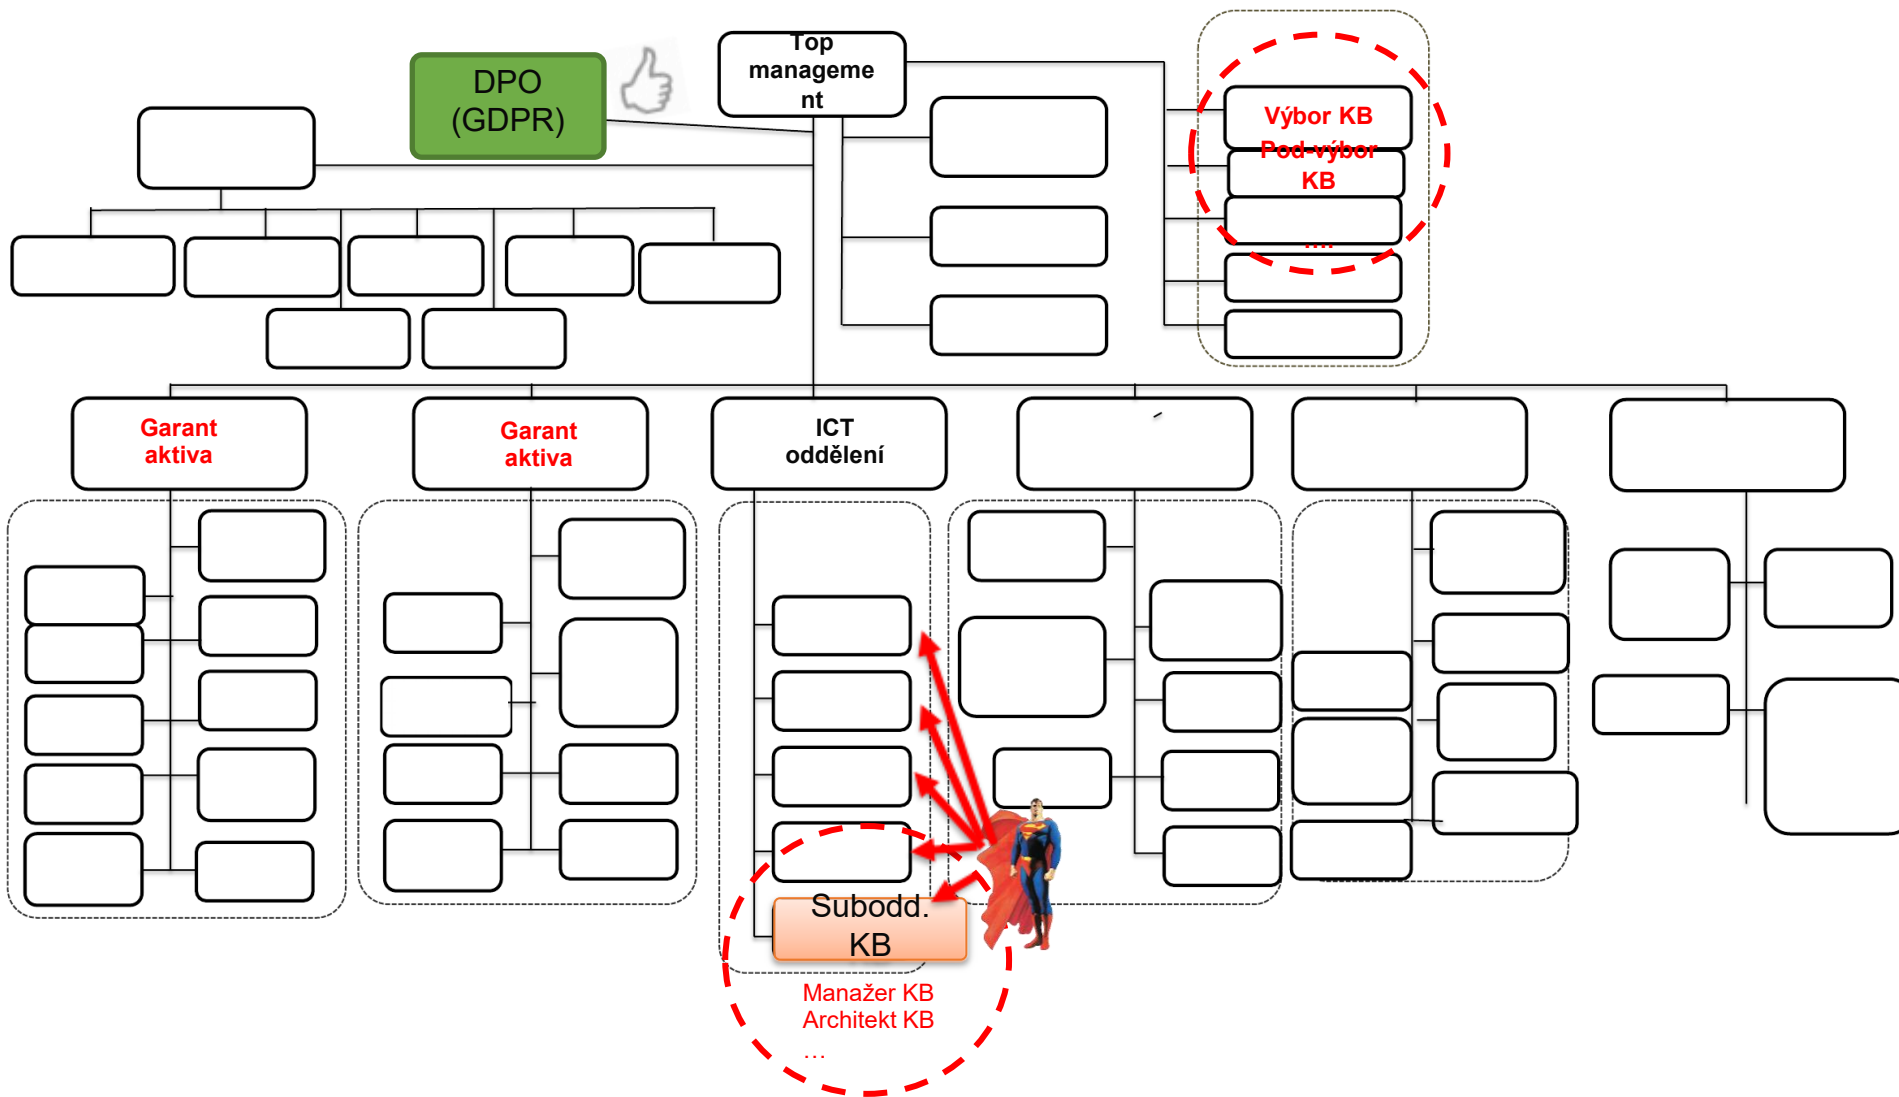 Top
manageme
nt
DPO
(GDPR)
Výbor KB
Pod-výbor
KB
....
Garant
aktiva
Garant
aktiva
ICT
oddělení
Subodd.
KB
Manažer KB
Architekt KB
…